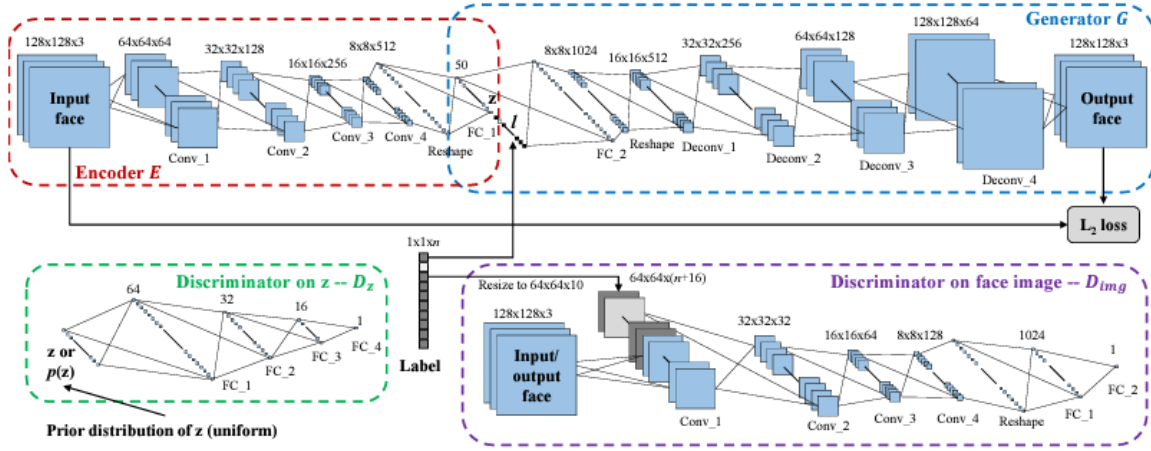 128x128x3
64x64x64
32x32x128
16x16x256
8x8x512
50
8x8x1024
16x16x512
32x32x256
64x64x128
128x128x64
Generator G
128x128x3
Input
face
z
l
Output
face
Conv_1
Conv_2
Conv_3
Conv_4
Reshape
FC_1
FC_2
Reshape
Deconv_1
Deconv_2
Deconv_3
Deconv_4
Encoder E
L2 loss
1x1xn
Label
Discriminator on z -- Dz
64
32
16
1
z or
p(z)
FC_1
FC_2
FC_3
FC_4
Prior distribution of z (uniform)
Discriminator on face image -- Dimg
Resize to 64x64x10
64x64x(n+16)
128x128x3
32x32x32
16x16x64
8x8x128
1024
1
Input/
output
face
Conv_1
Conv_2
Conv_3
Conv_4
Reshape
FC_1
FC_2